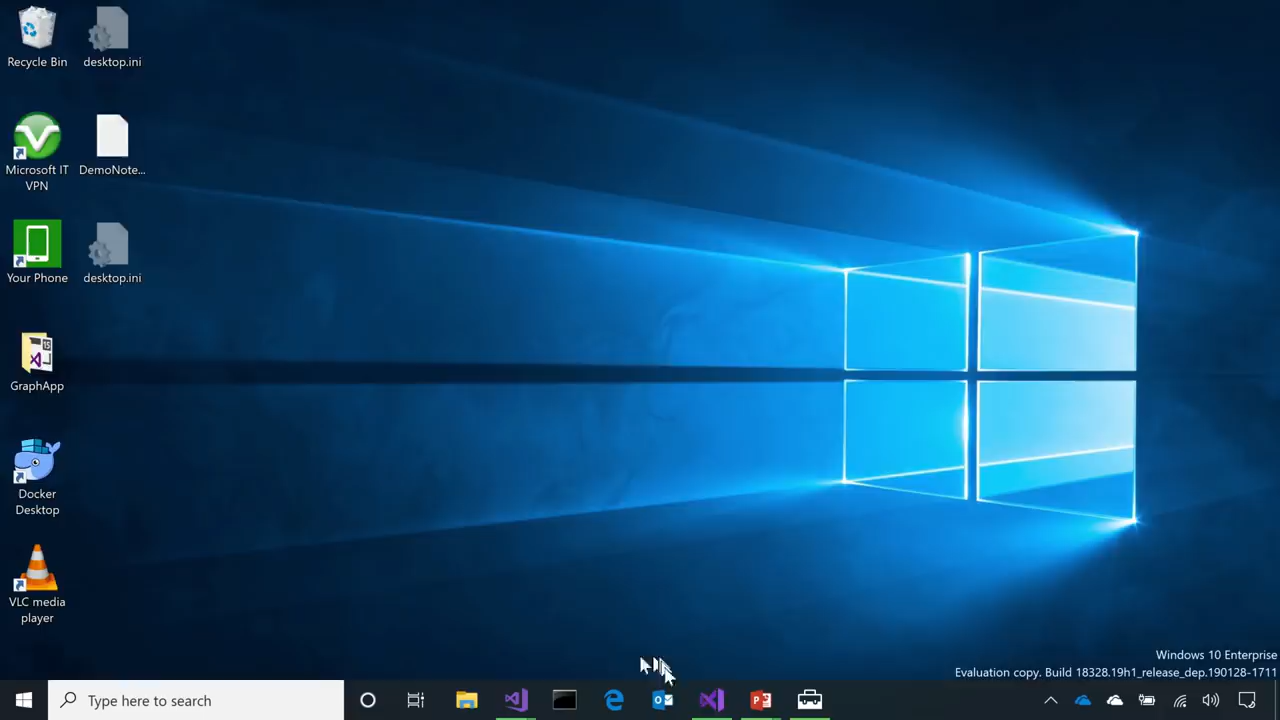 Recycle Bin
desktop.ini
Microsoft IT
VPN
DemoNote...
Your Phone
desktop.ini
15
GraphApp
Docker
Desktop
VLC media
player
Windows 10 Enterprise
Evaluation copy. Build 18328.19h1_release_dep.190128-1711
Type here to search